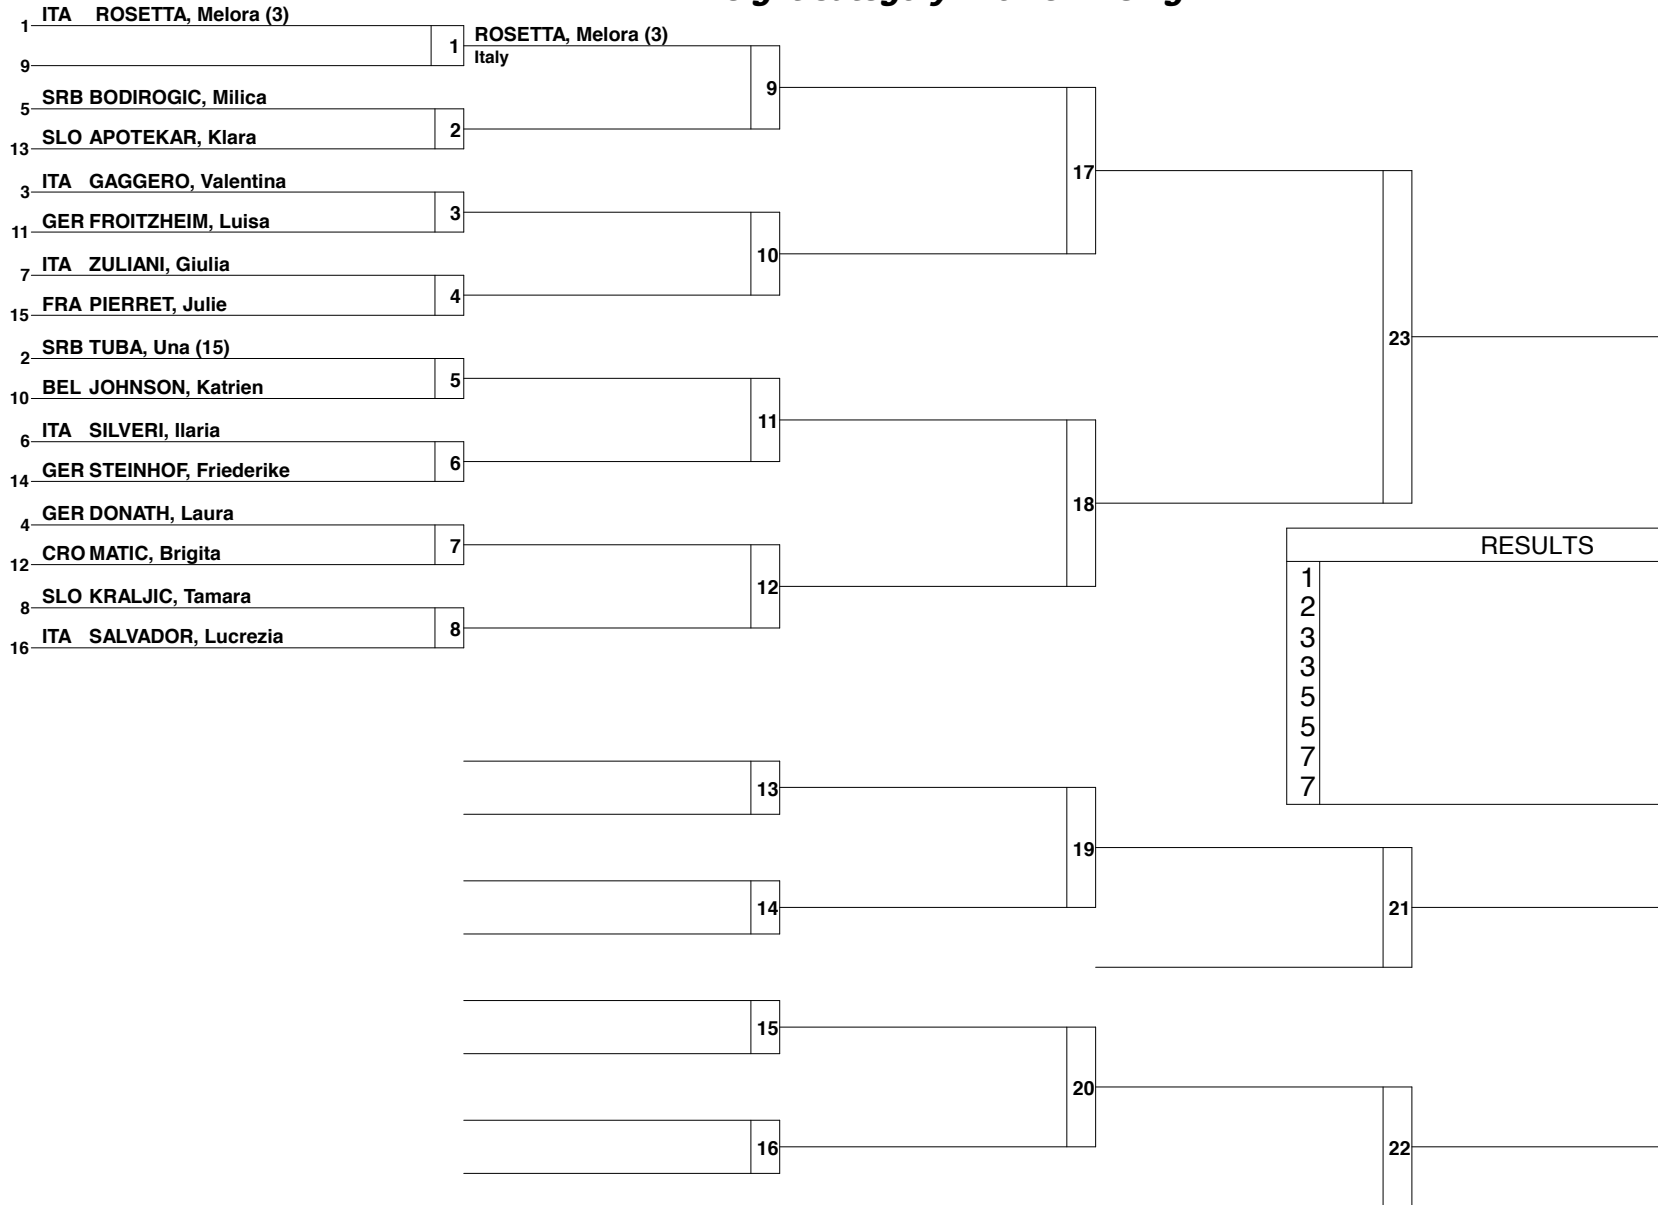 1 ITA ROSETTA, Melora (3)
9
1 ROSETTA, Melora (3)
Italy
5 SRB BODIROGIC, Milica
13 SLO APOTEKAR, Klara
2
9
3 ITA GAGGERO, Valentina
11 GER FROITZHEIM, Luisa
3
7 ITA ZULIANI, Giulia
15 FRA PIERRET, Julie
4
10
17
2 SRB TUBA, Una (15)
10 BEL JOHNSON, Katrien
5
6 ITA SILVERI, Ilaria
14 GER STEINHOF, Friederike
6
11
4 GER DONATH, Laura
12 CRO MATIC, Brigita
7
8 SLO KRALJIC, Tamara
16 ITA SALVADOR, Lucrezia
8
12
18
23
RESULTS
1
2
3
3
5
5
7
7
13
14
19
21
15
16
20
22